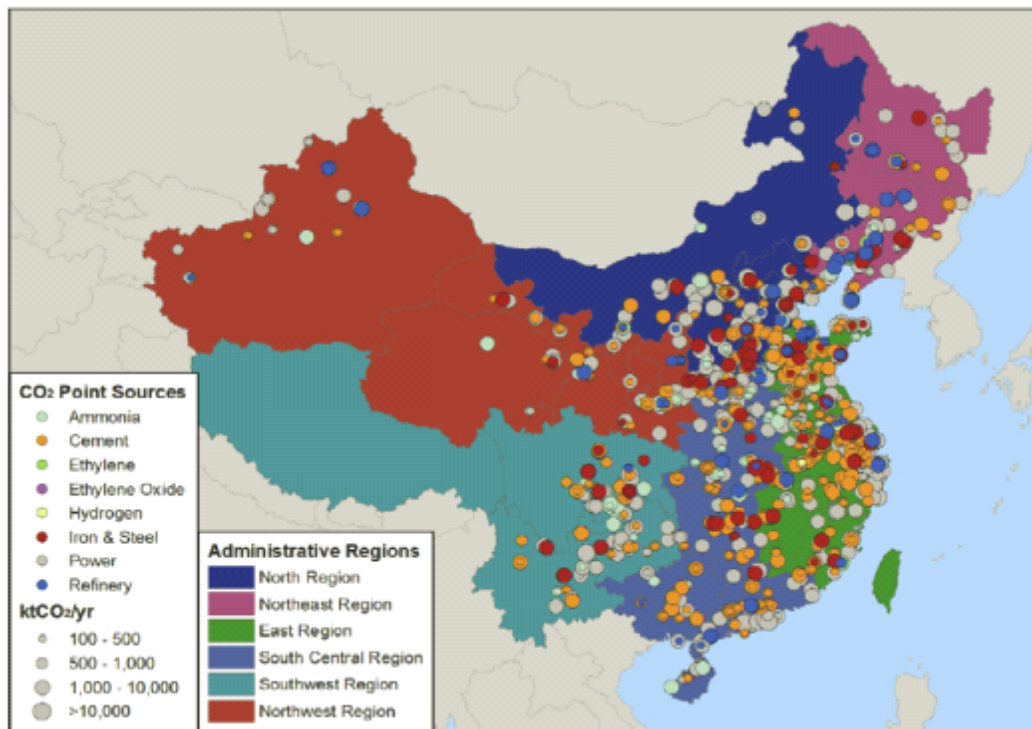 CO2 Point Sources
Ammonia
Cement
Ethylene
Ethylene Oxide
Hydrogen
Iron & Steel
Power
Refinery
ktCO2/yr
100 - 500
500 - 1,000
1,000 - 10,000
>10,000
Administrative Regions
North Region
Northeast Region
East Region
South Central Region
Southwest Region
Northwest Region